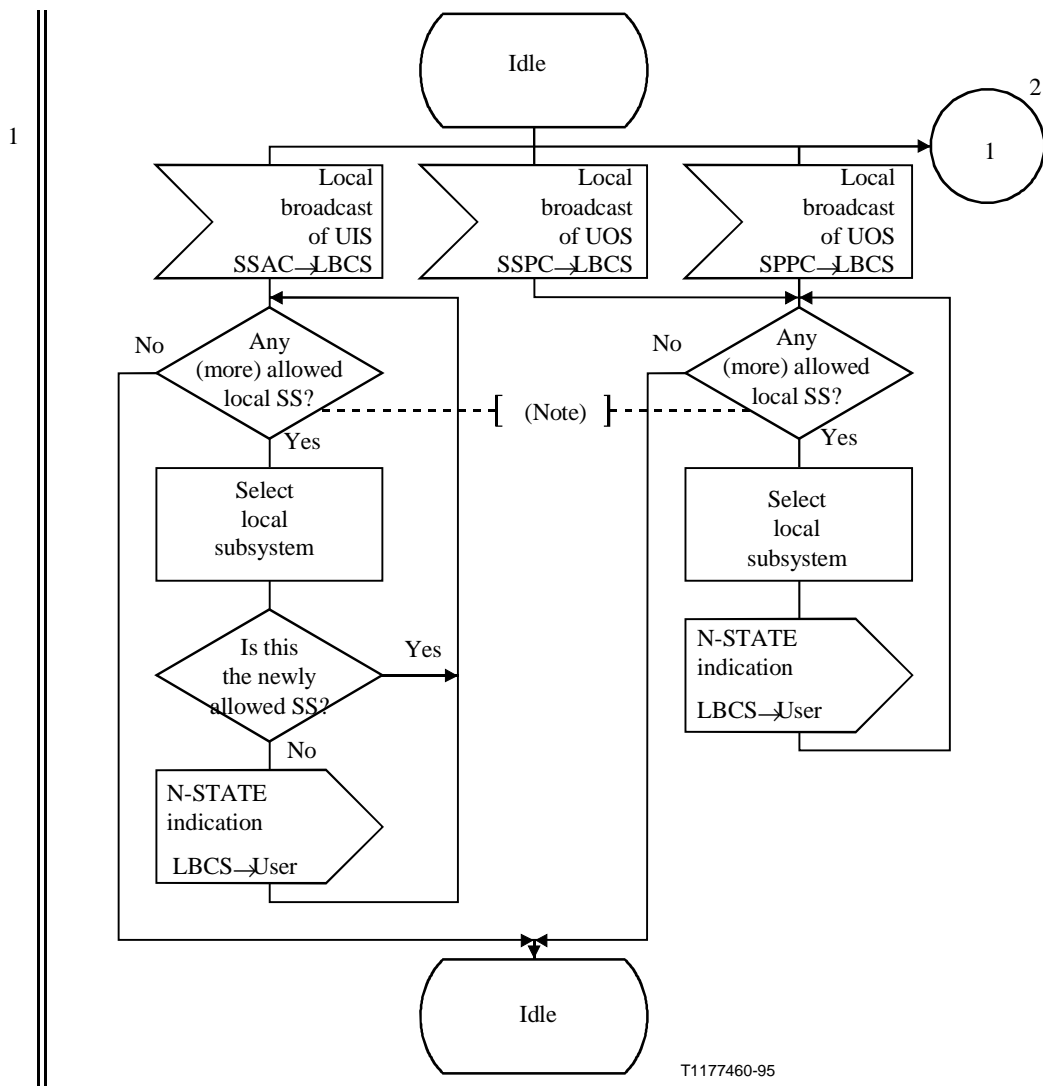 Idle
2
1
1
Local
broadcast
of UIS
SSAC→LBCS
Local
broadcast
of UOS
SSPC→LBCS
Local
broadcast
of UOS
SPPC→LBCS
No
Any
(more) allowed
local SS?
Yes
[ (Note) ]
No
Any
(more) allowed
local SS?
Yes
Select
local
subsystem
Select
local
subsystem
Is this
the newly
allowed SS?
Yes
No
N-STATE
indication
LBCS→User
N-STATE
indication
LBCS→User
Idle
T1177460-95